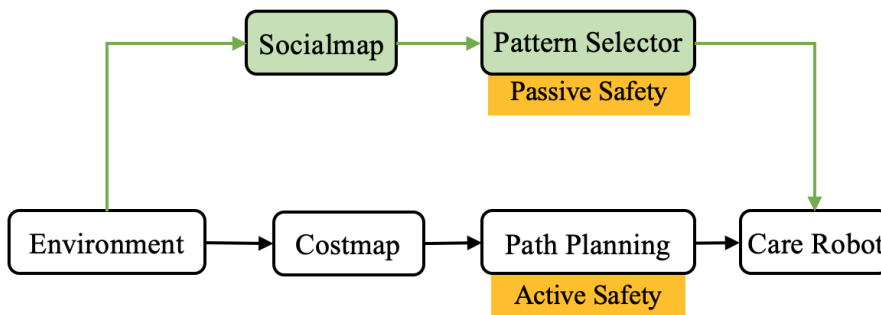 Socialmap
Pattern Selector
Passive Safety
Environment
Costmap
Path Planning
Care Robot
Active Safety